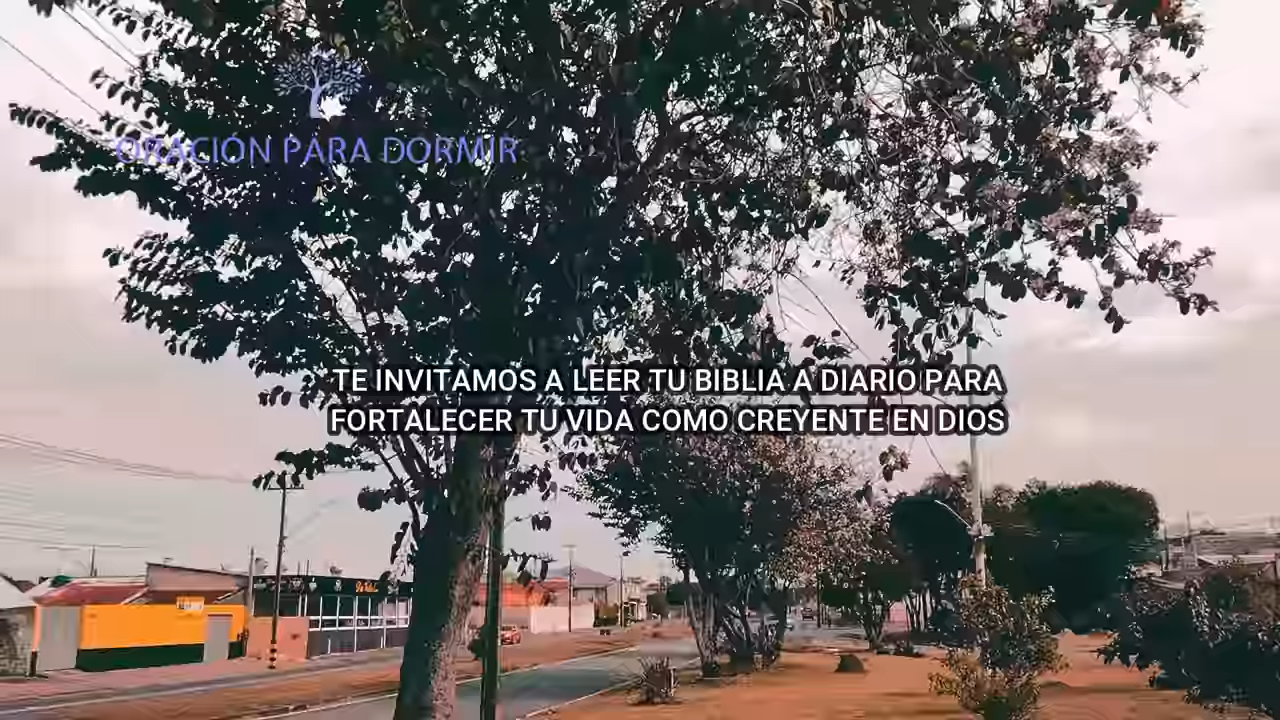 ORACIÓN PARA DORMIR
TE INVITAMOS A LEER TU BIBLIA A DIARIO PARA
FORTALECER TU VIDA COMO CREYENTE EN DIOS